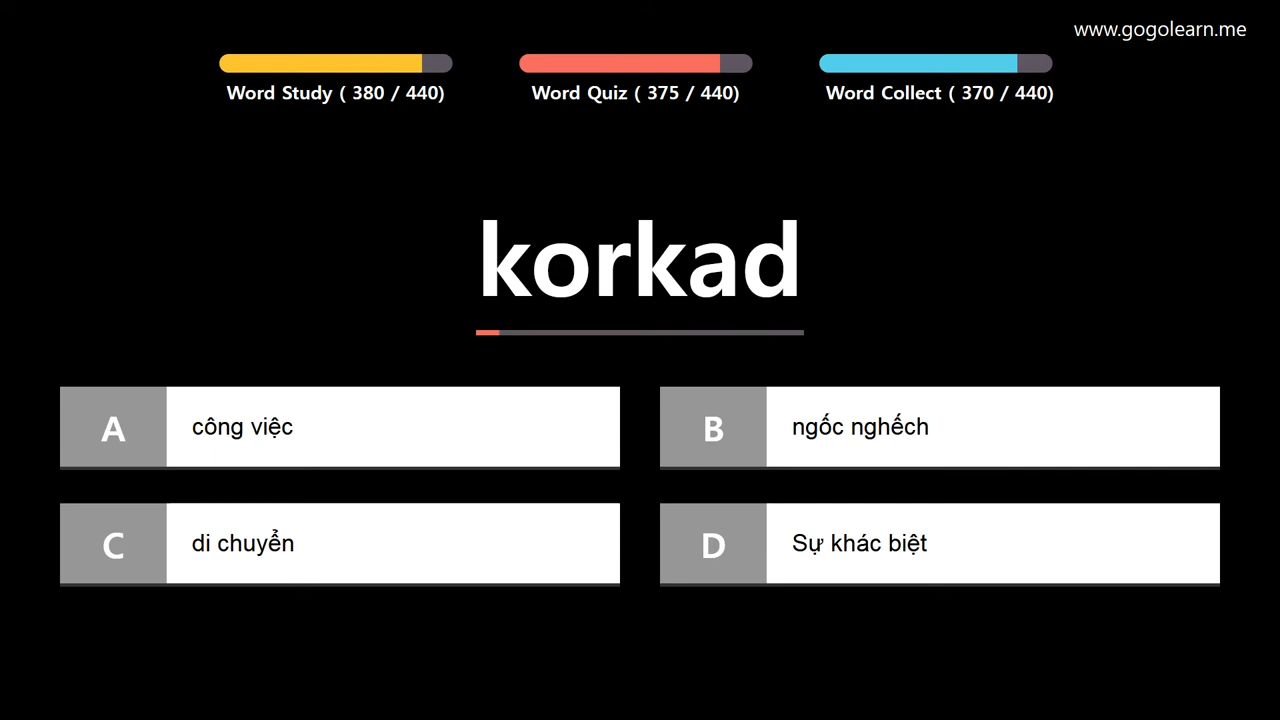 www.gogolearn.me
Word Study ( 380 / 440)
Word Quiz ( 375 / 440)
Word Collect ( 370 / 440)
korkad
A
công việc
B
ngốc nghếch
C
di chuyển
D
Sự khác biệt